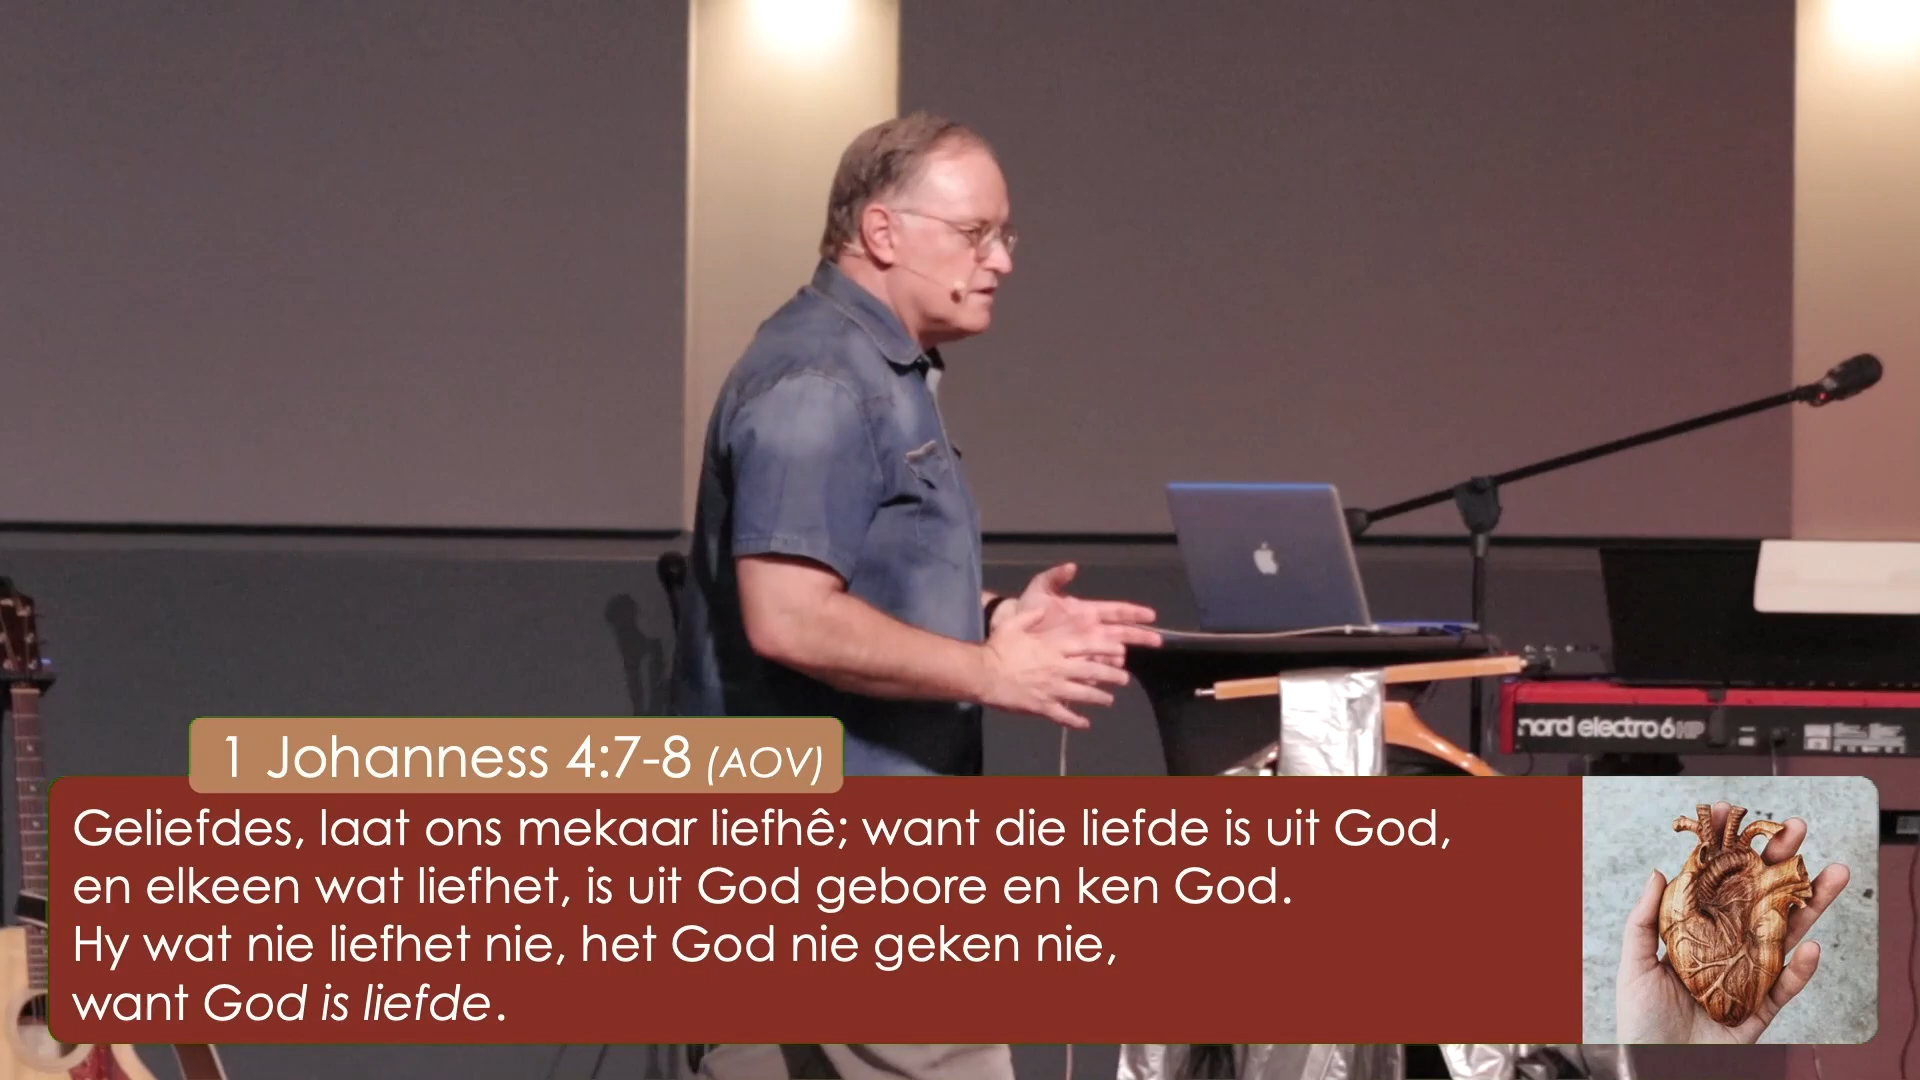 1 Johanness 4:7-8 (AOV)
Geliefdes, laat ons mekaar liefhê; want die liefde is uit God,
en elkeen wat liefhet, is uit God gebore en ken God.
Hy wat nie liefhet nie, het God nie geken nie,
want God is liefde.
nord electro 6 HP